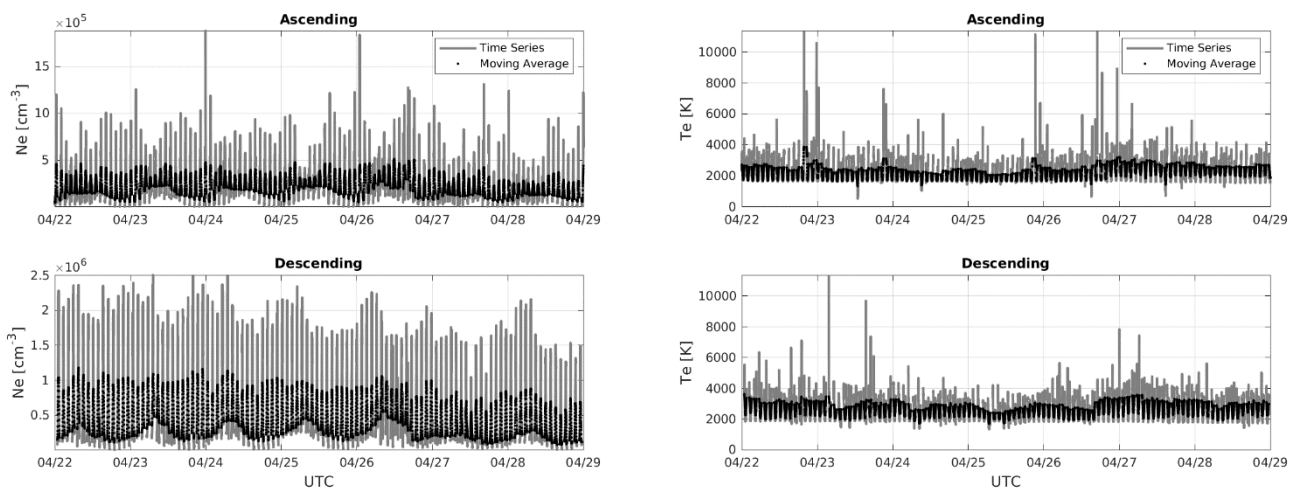 Ascending
×10⁵
Time Series
Moving Average
15
10
5
Ne [cm⁻³]
04/22 04/23 04/24 04/25 04/26 04/27 04/28 04/29
Ascending
Time Series
Moving Average
10000
8000
6000
4000
2000
0
Te [K]
04/22 04/23 04/24 04/25 04/26 04/27 04/28 04/29
Descending
×10⁶
2.5
2
1.5
1
0.5
Ne [cm⁻³]
04/22 04/23 04/24 04/25 04/26 04/27 04/28 04/29
UTC
Descending
10000
8000
6000
4000
2000
0
Te [K]
04/22 04/23 04/24 04/25 04/26 04/27 04/28 04/29
UTC